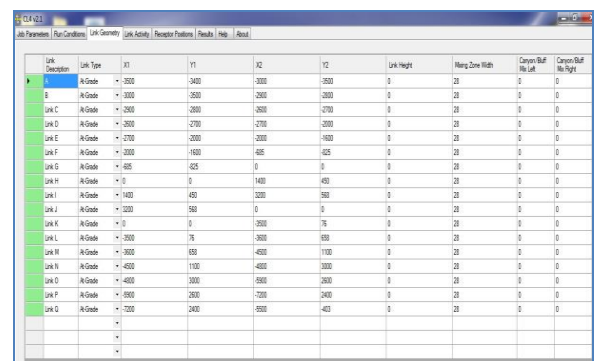 CL4 v2.1
Job Parameters Run Conditions Link Geometry Link Activity Receptor Positions Results Help About
Link Description Link Type X1 Y1 X2 Y2 Link Height Mixing Zone Width Canyon/Bluff Mix Left Canyon/Bluff Mix Right
A At-Grade -3500 -3400 -3000 -3500 0 28 0 0
B At-Grade -3000 -3500 -2900 -2800 0 28 0 0
Link C At-Grade -2900 -2800 -2600 -2700 0 28 0 0
Link D At-Grade -2600 -2700 -2700 -2000 0 28 0 0
Link E At-Grade -2700 -2000 -2000 -1600 0 28 0 0
Link F At-Grade -2000 -1600 -685 -825 0 28 0 0
Link G At-Grade -685 -825 0 0 0 28 0 0
Link H At-Grade 0 0 1400 450 0 28 0 0
Link I At-Grade 1400 450 3200 568 0 28 0 0
Link J At-Grade 3200 568 0 0 0 28 0 0
Link K At-Grade 0 0 -3500 76 0 28 0 0
Link L At-Grade -3500 76 -3600 658 0 28 0 0
Link M At-Grade -3600 658 -4500 1100 0 28 0 0
Link N At-Grade -4500 1100 -4800 3000 0 28 0 0
Link O At-Grade -4800 3000 -5900 2600 0 28 0 0
Link P At-Grade -5900 2600 -7200 2400 0 28 0 0
Link Q At-Grade -7200 2400 -5500 -403 0 28 0 0